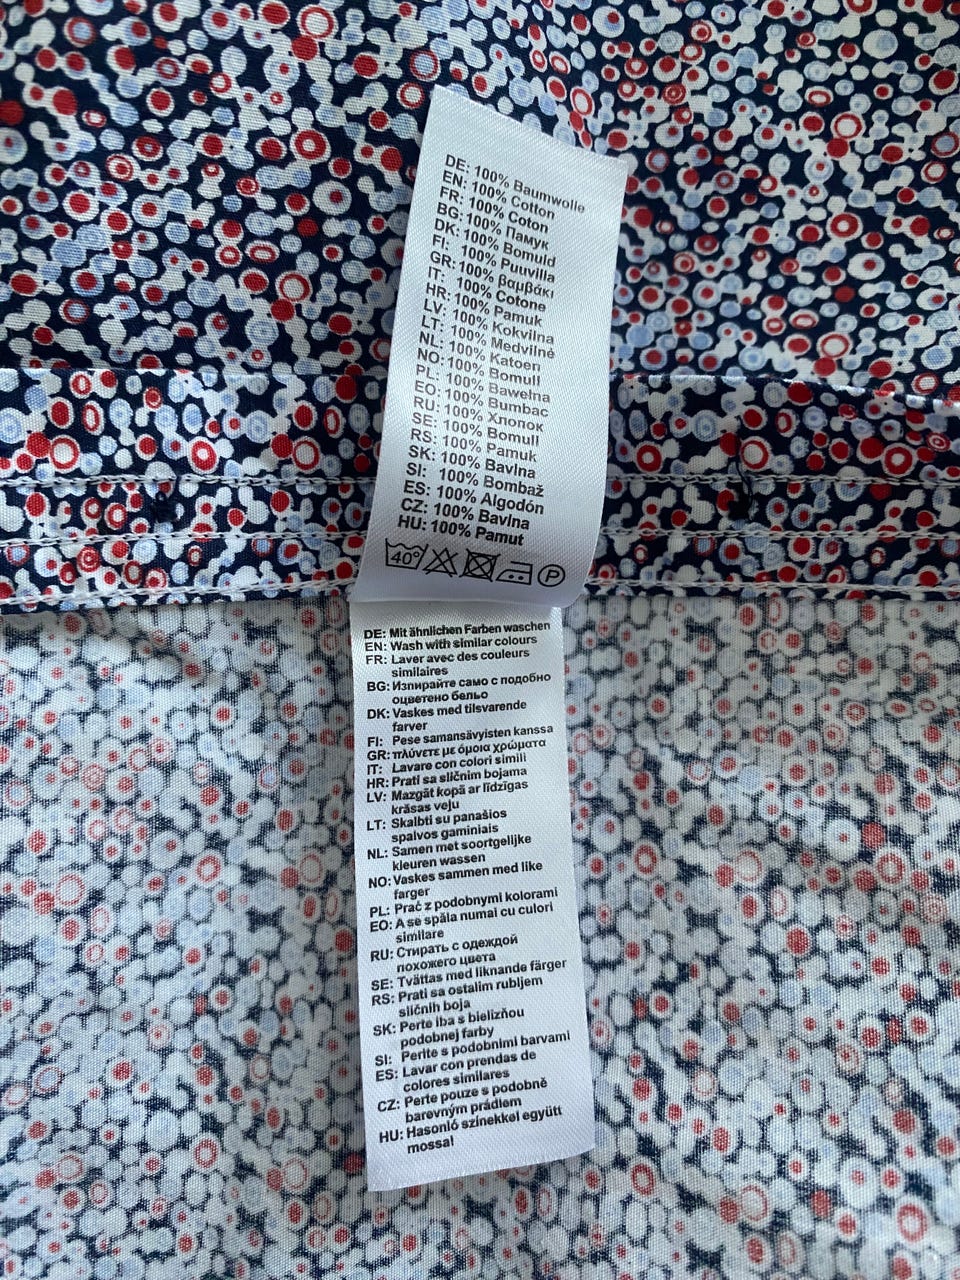 DE: 100% Baumwolle
EN: 100% Cotton
FR: 100% Coton
BG: 100% Памук
DK: 100% Bomuld
FI: 100% Puuvilla
GR: 100% βαμβάκι
IT: 100% Cotone
HR: 100% Pamuk
LV: 100% Kokvilna
LT: 100% Medvilnė
NL: 100% Katoen
NO: 100% Bomull
PL: 100% Bawełna
EO: 100% Bumbac
RU: 100% Хлопок
SE: 100% Bomull
RS: 100% Pamuk
SK: 100% Bavlna
SI: 100% Bombaž
ES: 100% Algodón
CZ: 100% Bavlna
HU: 100% Pamut
40° P
DE: Mit ähnlichen Farben waschen
EN: Wash with similar colours
FR: Laver avec des couleurs
similaires
BG: Изпирайте само с подобно
оцветено бельо
DK: Vaskes med tilsvarende
farver
FI: Pese samansävyisten kanssa
GR: πλύνετε με όμοια χρώματα
IT: Lavare con colori simili
HR: Prati sa sličnim bojama
LV: Mazgāt kopā ar līdzīgas
krāsas veļu
LT: Skalbti su panašios
spalvos gaminiais
NL: Samen met soortgelijke
kleuren wassen
NO: Vaskes sammen med like
farger
PL: Prać z podobnymi kolorami
EO: A se spăla numai cu culori
similare
RU: Стирать с одеждой
похожего цвета
SE: Tvättas med liknande färger
RS: Prati sa ostalim rubljem
sličnih boja
SK: Perte iba s bielizňou
podobnej farby
SI: Perite s podobnimi barvami
ES: Lavar con prendas de
colores similares
CZ: Perte pouze s podobně
barevným prádlem
HU: Hasonló színekkel együtt
mossa!